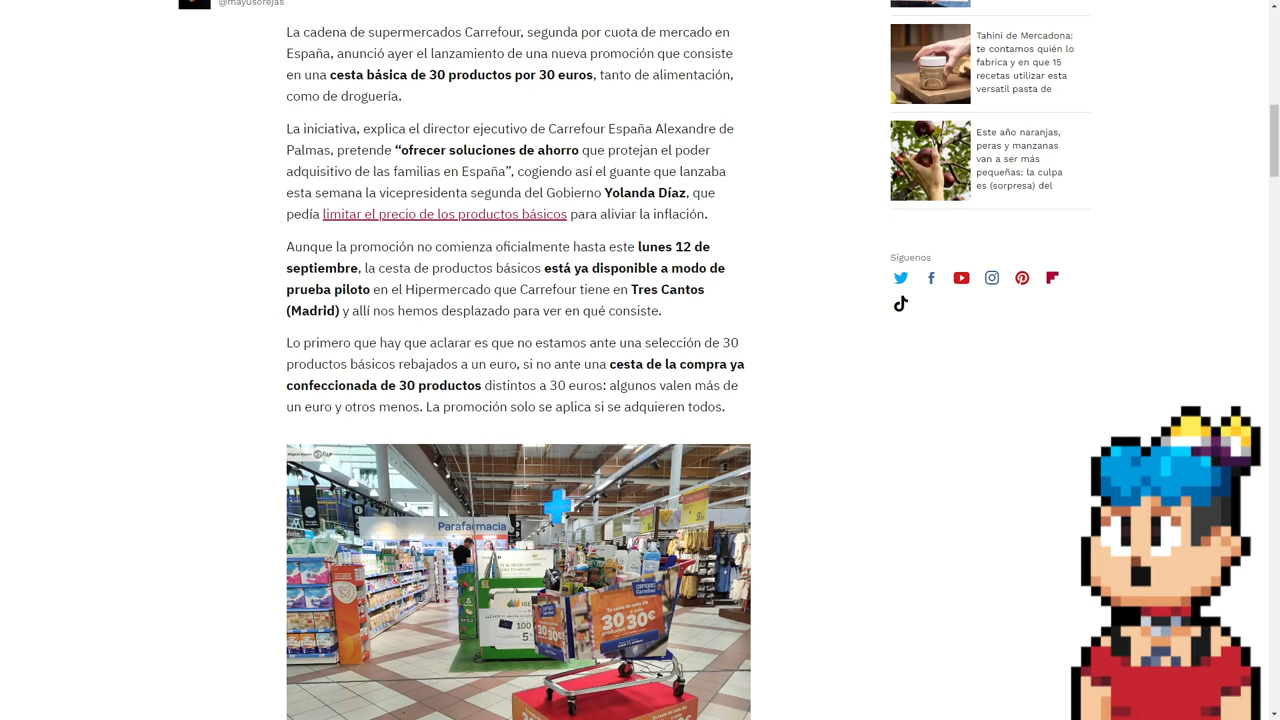 @mayusorejas
La cadena de supermercados Carrefour, segunda por cuota de mercado en
España, anunció ayer el lanzamiento de una nueva promoción que consiste
en una cesta básica de 30 productos por 30 euros, tanto de alimentación,
como de droguería.
La iniciativa, explica el director ejecutivo de Carrefour España Alexandre de
Palmas, pretende “ofrecer soluciones de ahorro que protejan el poder
adquisitivo de las familias en España”, cogiendo así el guante que lanzaba
esta semana la vicepresidenta segunda del Gobierno Yolanda Díaz, que
pedía limitar el precio de los productos básicos para aliviar la inflación.
Aunque la promoción no comienza oficialmente hasta este lunes 12 de
septiembre, la cesta de productos básicos está ya disponible a modo de
prueba piloto en el Hipermercado que Carrefour tiene en Tres Cantos
(Madrid) y allí nos hemos desplazado para ver en qué consiste.
Lo primero que hay que aclarar es que no estamos ante una selección de 30
productos básicos rebajados a un euro, si no ante una cesta de la compra ya
confeccionada de 30 productos distintos a 30 euros: algunos valen más de
un euro y otros menos. La promoción solo se aplica si se adquieren todos.
Parafarmacia
30 30€
Tahini de Mercadona:
te contamos quién lo
fabrica y en que 15
recetas utilizar esta
versatil pasta de
Este año naranjas,
peras y manzanas
van a ser más
pequeñas: la culpa
es (sorpresa) del
Síguenos